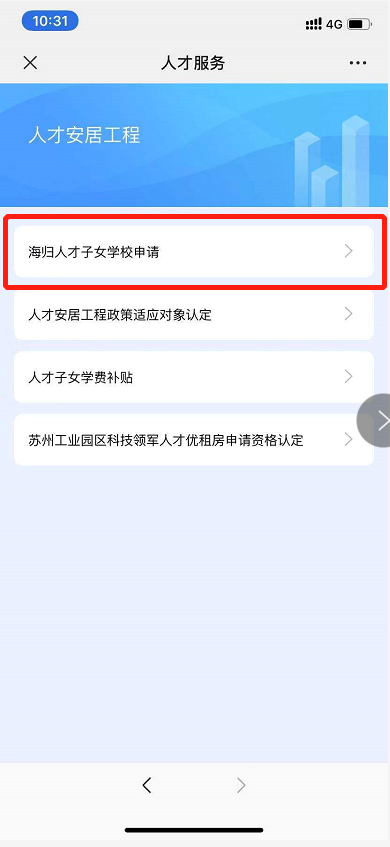 10:31
4G
人才服务
人才安居工程
海归人才子女学校申请
人才安居工程政策适应对象认定
人才子女学费补贴
苏州工业园区科技领军人才优租房申请资格认定